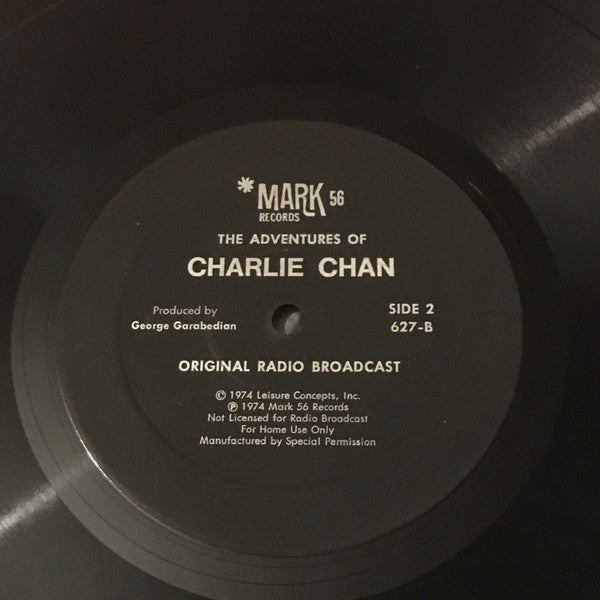 *MARK 56
RECORDS
THE ADVENTURES OF
CHARLIE CHAN
Produced by
George Garabedian
SIDE 2
627-B
ORIGINAL RADIO BROADCAST
© 1974 Leisure Concepts, Inc.
℗ 1974 Mark 56 Records
Not Licensed for Radio Broadcast
For Home Use Only
Manufactured by Special Permission